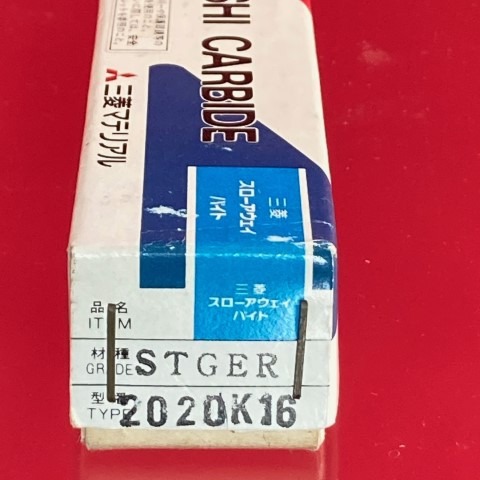 SHI CARBIDE
三菱マテリアル
三菱
スローアウェイ
バイト
三菱
スローアウェイ
バイト
品名
ITEM
材種
GRADE STGER
型番
TYPE 2020K16